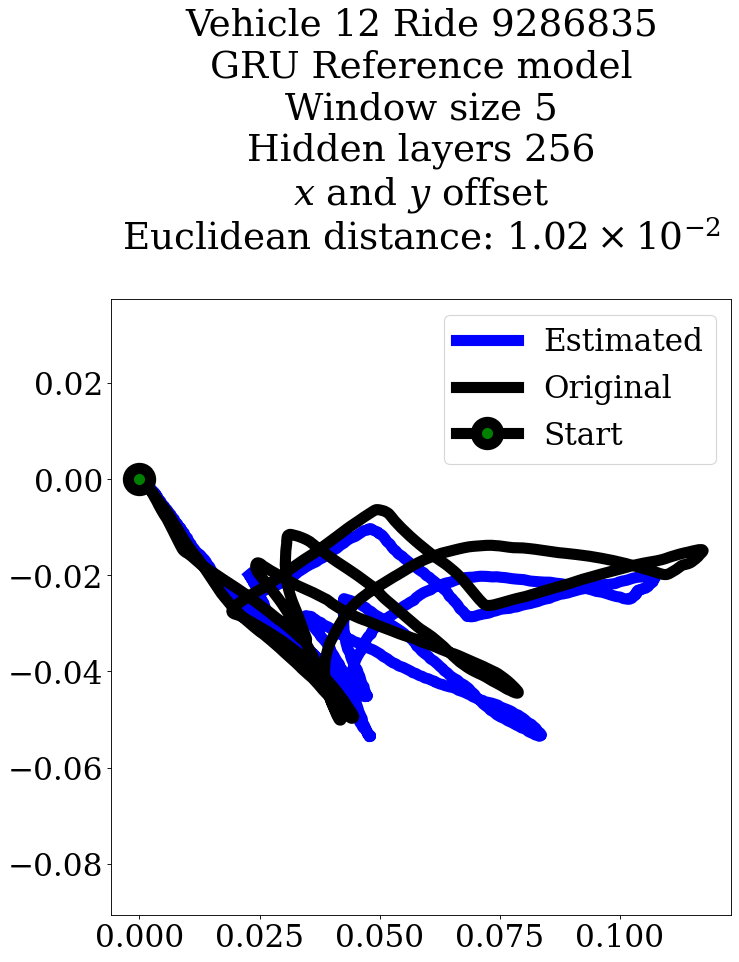 Vehicle 12 Ride 9286835
GRU Reference model
Window size 5
Hidden layers 256
x and y offset
Euclidean distance: 1.02 × 10⁻²
Estimated
Original
Start
0.02
0.00
−0.02
−0.04
−0.06
−0.08
0.000 0.025 0.050 0.075 0.100